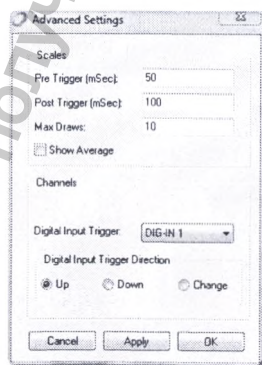 Advanced Settings
Scales
Pre Trigger (mSec): 50
Post Trigger (mSec): 100
Max Draws: 10
Show Average
Channels
Digital Input Trigger: DIG-IN 1
Digital Input Trigger Direction
Up Down Change
Cancel Apply OK